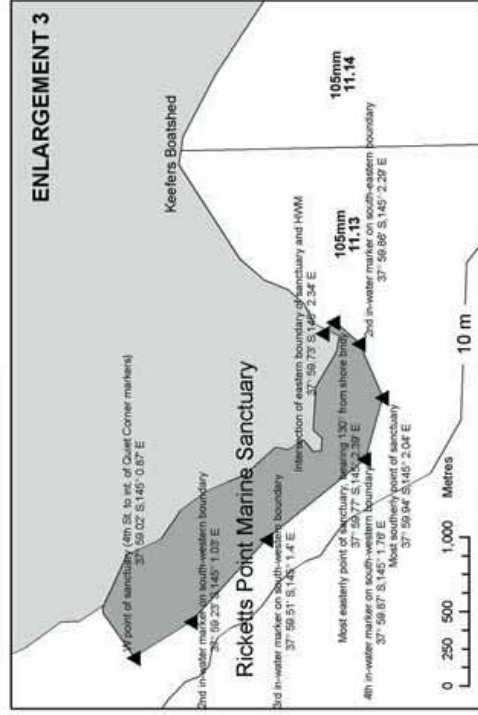 ENLARGEMENT 3
Keefers Boatshed
W point of sanctuary (4th St. to int. of Quiet Corner markers)
37° 59.02' S,145° 0.87' E
2nd in-water marker on south-western boundary
37° 59.23' S,145° 1.03' E
Ricketts Point Marine Sanctuary
3rd in-water marker on south-western boundary
37° 59.51' S,145° 1.4' E
Intersection of eastern boundary of sanctuary and HWM
37° 59.73' S,145° 2.34' E
105mm
11.13
105mm
11.14
Most easterly point of sanctuary, bearing 130° from shore
37° 59.77' S,145° 2.39' E
2nd in-water marker on south-eastern boundary
37° 59.86' S,145° 2.29' E
4th in-water marker on south-western boundary
37° 59.87' S,145° 1.76' E
Most southerly point of sanctuary
37° 59.94' S,145° 2.04' E
10 m
Metres
0 250 500 1,000